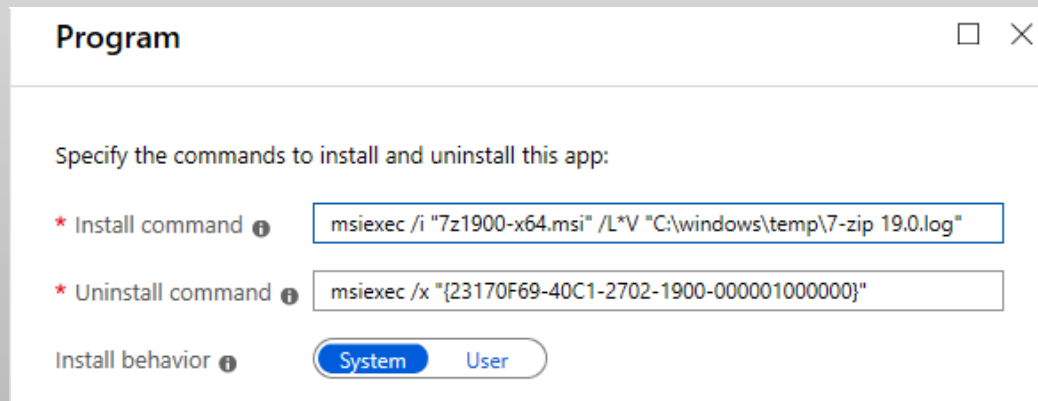 Program
Specify the commands to install and uninstall this app:
* Install command msiexec /i "7z1900-x64.msi" /L*V "C:\windows\temp\7-zip 19.0.log"
* Uninstall command msiexec /x "{23170F69-40C1-2702-1900-000001000000}"
Install behavior System User